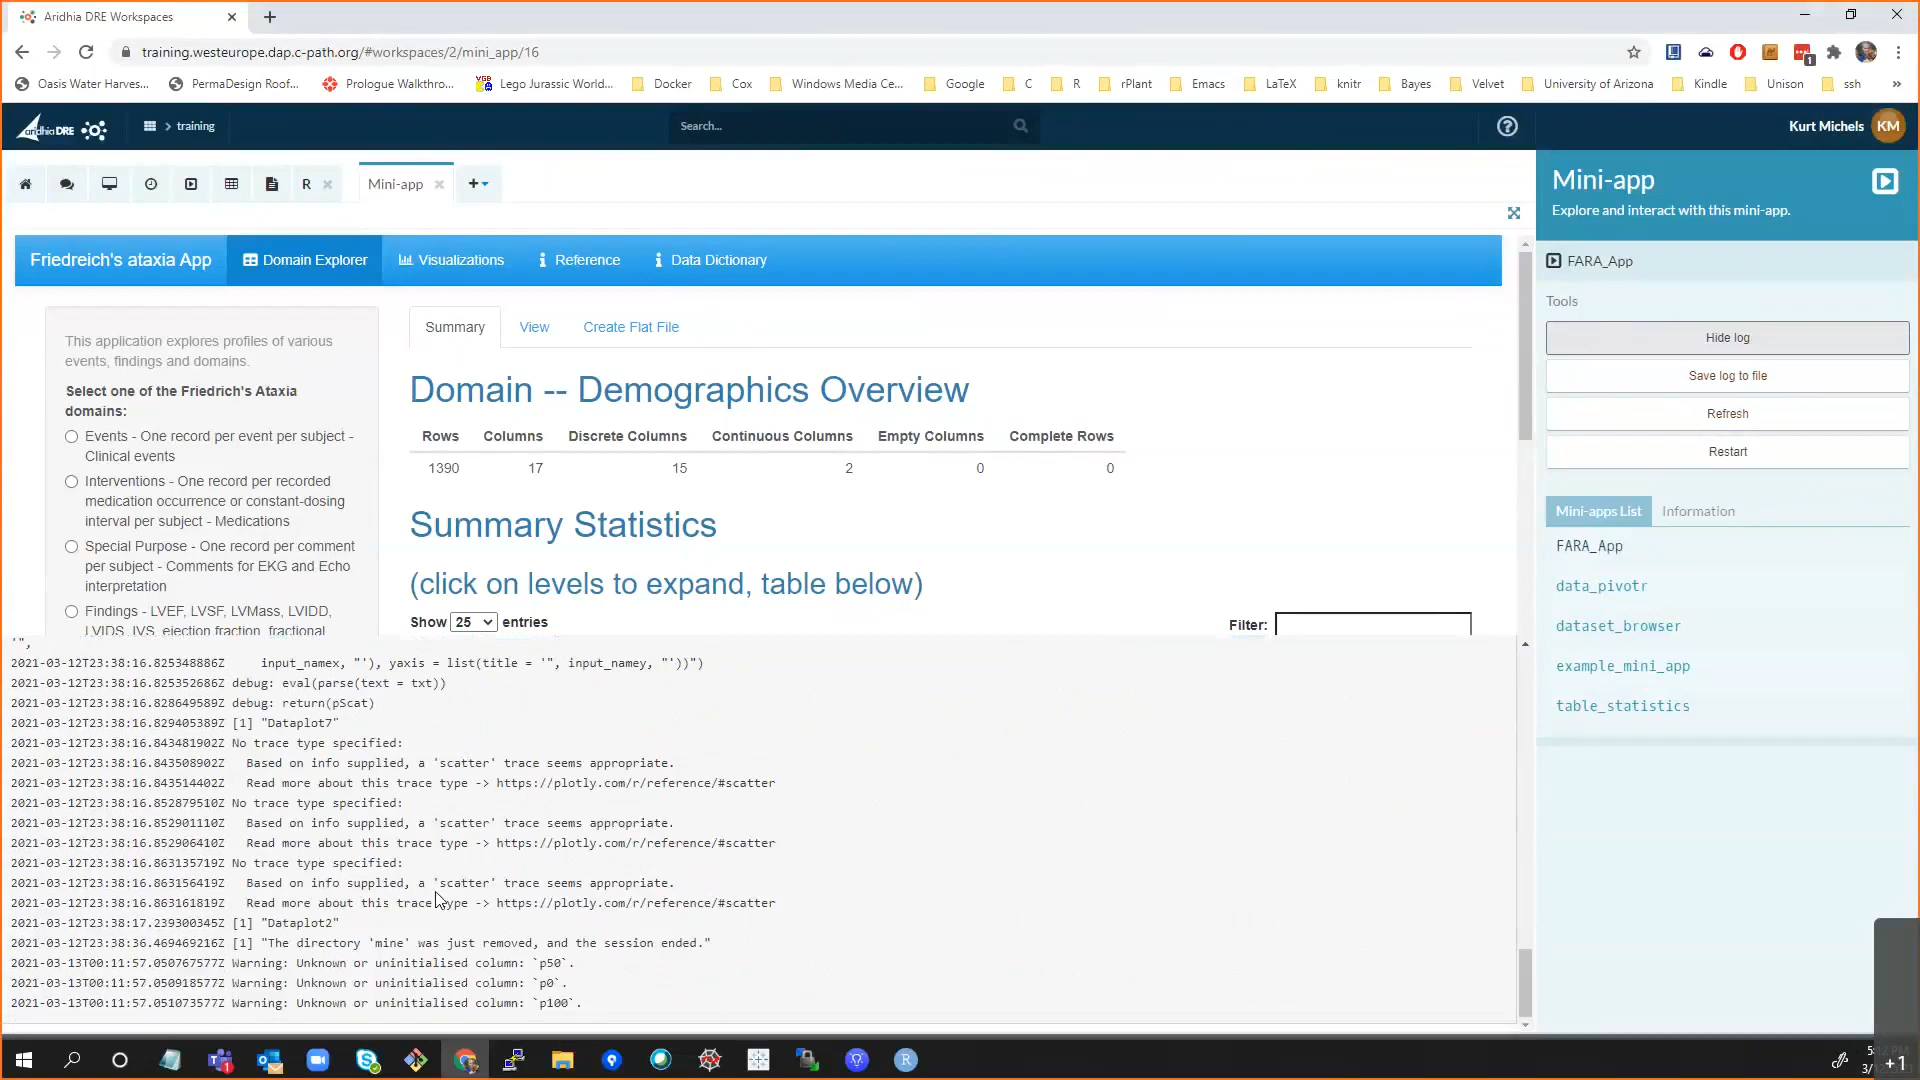 Aridhia DRE Workspaces
training.westeurope.dap.c-path.org/#workspaces/2/mini_app/16
1
Oasis Water Harves... PermaDesign Roof... Prologue Walkthro... Lego Jurassic World... Docker Cox Windows Media Ce... Google C R rPlant Emacs LaTeX knitr Bayes Velvet University of Arizona Kindle Unison ssh »
AridhiaDRE > training Search... Kurt Michels KM
R Mini-app
Mini-app
Explore and interact with this mini-app.
Friedreich's ataxia App Domain Explorer Visualizations Reference Data Dictionary
FARA_App
Tools
Hide log
Save log to file
Refresh
Restart
Mini-apps List Information
FARA_App
data_pivotr
dataset_browser
example_mini_app
table_statistics
This application explores profiles of various
events, findings and domains.
Select one of the Friedrich's Ataxia
domains:
Events - One record per event per subject -
Clinical events
Interventions - One record per recorded
medication occurrence or constant-dosing
interval per subject - Medications
Special Purpose - One record per comment
per subject - Comments for EKG and Echo
interpretation
Findings - LVEF, LVSF, LVMass, LVIDD,
LVIDS, IVS, ejection fraction, fractional
Summary View Create Flat File
Domain -- Demographics Overview
Rows Columns Discrete Columns Continuous Columns Empty Columns Complete Rows
1390 17 15 2 0 0
Summary Statistics
(click on levels to expand, table below)
Show 25 entries Filter:
'",
2021-03-12T23:38:16.825348886Z input_namex, "'), yaxis = list(title = '", input_namey, "'))")
2021-03-12T23:38:16.825352686Z debug: eval(parse(text = txt))
2021-03-12T23:38:16.828649589Z debug: return(pScat)
2021-03-12T23:38:16.829405389Z [1] "Dataplot7"
2021-03-12T23:38:16.843481902Z No trace type specified:
2021-03-12T23:38:16.843508902Z Based on info supplied, a 'scatter' trace seems appropriate.
2021-03-12T23:38:16.843514402Z Read more about this trace type -> https://plotly.com/r/reference/#scatter
2021-03-12T23:38:16.852879510Z No trace type specified:
2021-03-12T23:38:16.852901110Z Based on info supplied, a 'scatter' trace seems appropriate.
2021-03-12T23:38:16.852906410Z Read more about this trace type -> https://plotly.com/r/reference/#scatter
2021-03-12T23:38:16.863135719Z No trace type specified:
2021-03-12T23:38:16.863156419Z Based on info supplied, a 'scatter' trace seems appropriate.
2021-03-12T23:38:16.863161819Z Read more about this trace type -> https://plotly.com/r/reference/#scatter
2021-03-12T23:38:17.239300345Z [1] "Dataplot2"
2021-03-12T23:38:36.469469216Z [1] "The directory 'mine' was just removed, and the session ended."
2021-03-13T00:11:57.050767577Z Warning: Unknown or uninitialised column: `p50`.
2021-03-13T00:11:57.050918577Z Warning: Unknown or uninitialised column: `p0`.
2021-03-13T00:11:57.051073577Z Warning: Unknown or uninitialised column: `p100`.
+1